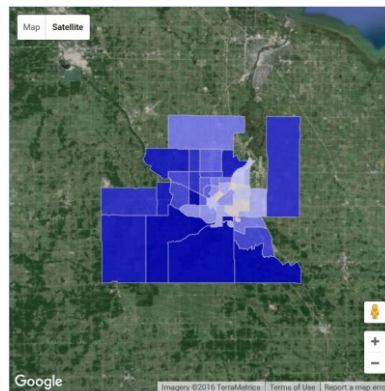 Map Satellite
+
−
Google
Imagery ©2016 TerraMetrics Terms of Use Report a map error